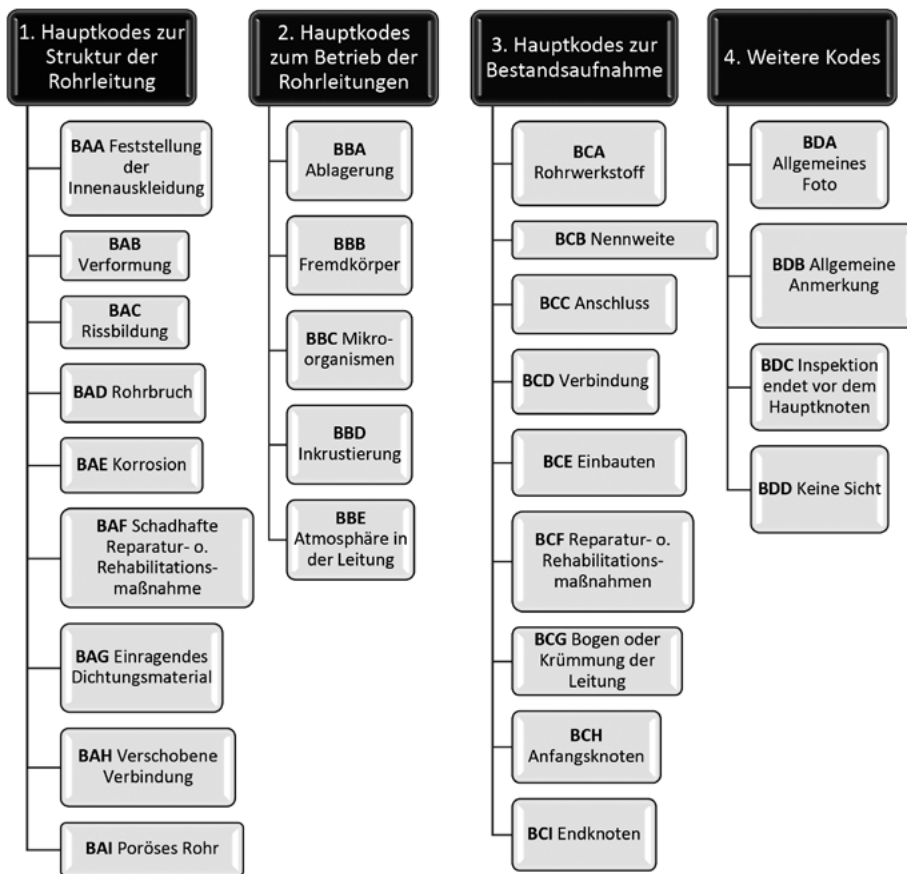 1. Hauptkodes zur
Struktur der
Rohrleitung
BAA Feststellung
der
Innenauskleidung
BAB
Verformung
BAC
Rissbildung
BAD Rohrbruch
BAE Korrosion
BAF Schadhafte
Reparatur- o.
Rehabilitations-
maßnahme
BAG Einragendes
Dichtungsmaterial
BAH Verschobene
Verbindung
BAI Poröses Rohr
2. Hauptkodes
zum Betrieb der
Rohrleitungen
BBA
Ablagerung
BBB
Fremdkörper
BBC Mikro-
organismen
BBD
Inkrustierung
BBE
Atmosphäre in
der Leitung
3. Hauptkodes zur
Bestandsaufnahme
BCA
Rohrwerkstoff
BCB Nennweite
BCC Anschluss
BCD Verbindung
BCE Einbauten
BCF Reparatur- o.
Rehabilitations-
maßnahmen
BCG Bogen oder
Krümmung der
Leitung
BCH
Anfangsknoten
BCI Endknoten
4. Weitere Kodes
BDA
Allgemeines
Foto
BDB Allgemeine
Anmerkung
BDC Inspektion
endet vor dem
Hauptknoten
BDD Keine Sicht